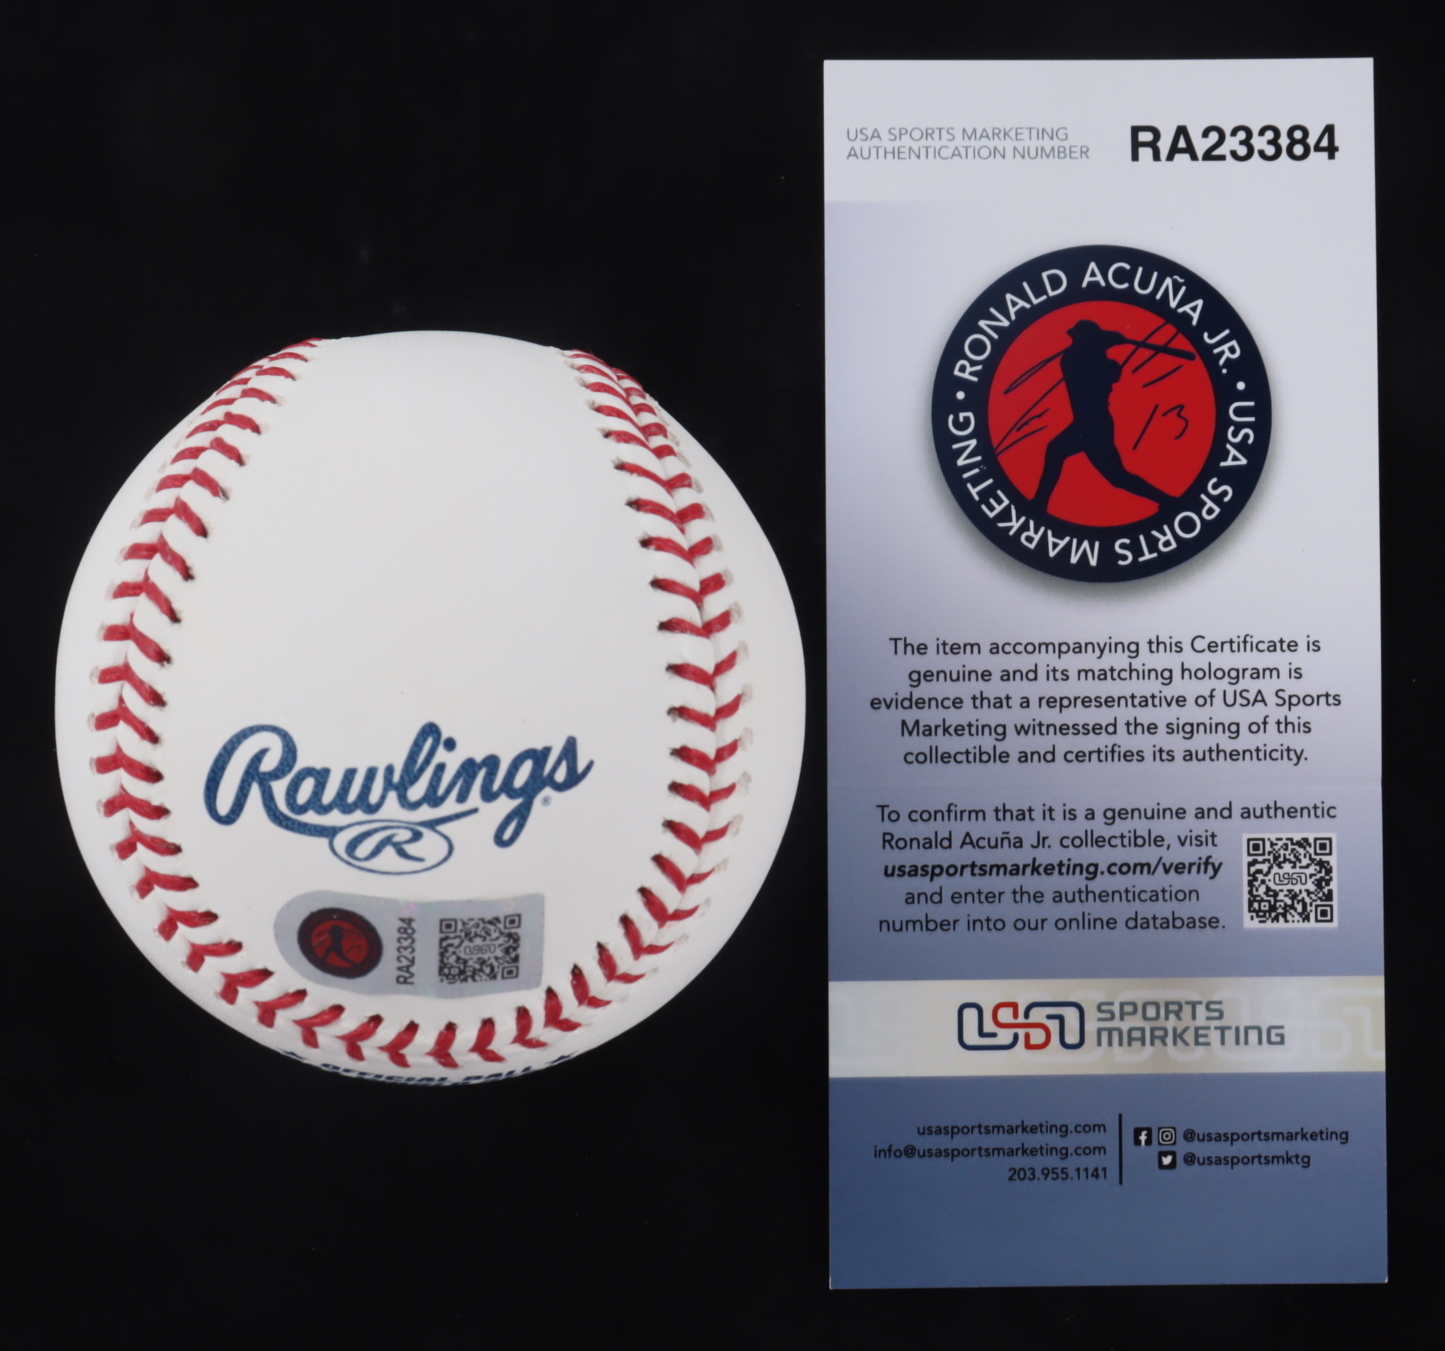 Rawlings
®
R
RA23384
USA
OFFICIAL BALL
USA SPORTS MARKETING
AUTHENTICATION NUMBER
RA23384
RONALD ACUÑA JR. • USA SPORTS MARKETING •
13
The item accompanying this Certificate is
genuine and its matching hologram is
evidence that a representative of USA Sports
Marketing witnessed the signing of this
collectible and certifies its authenticity.
To confirm that it is a genuine and authentic
Ronald Acuña Jr. collectible, visit
usasportsmarketing.com/verify
and enter the authentication
number into our online database.
USA
USA SPORTS
MARKETING
usasportsmarketing.com
info@usasportsmarketing.com
203.955.1141
@usasportsmarketing
@usasportsmktg